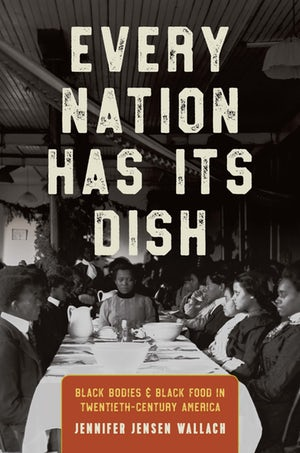 EVERY
NATION
HAS ITS
DISH
BLACK BODIES & BLACK FOOD IN
TWENTIETH-CENTURY AMERICA
JENNIFER JENSEN WALLACH